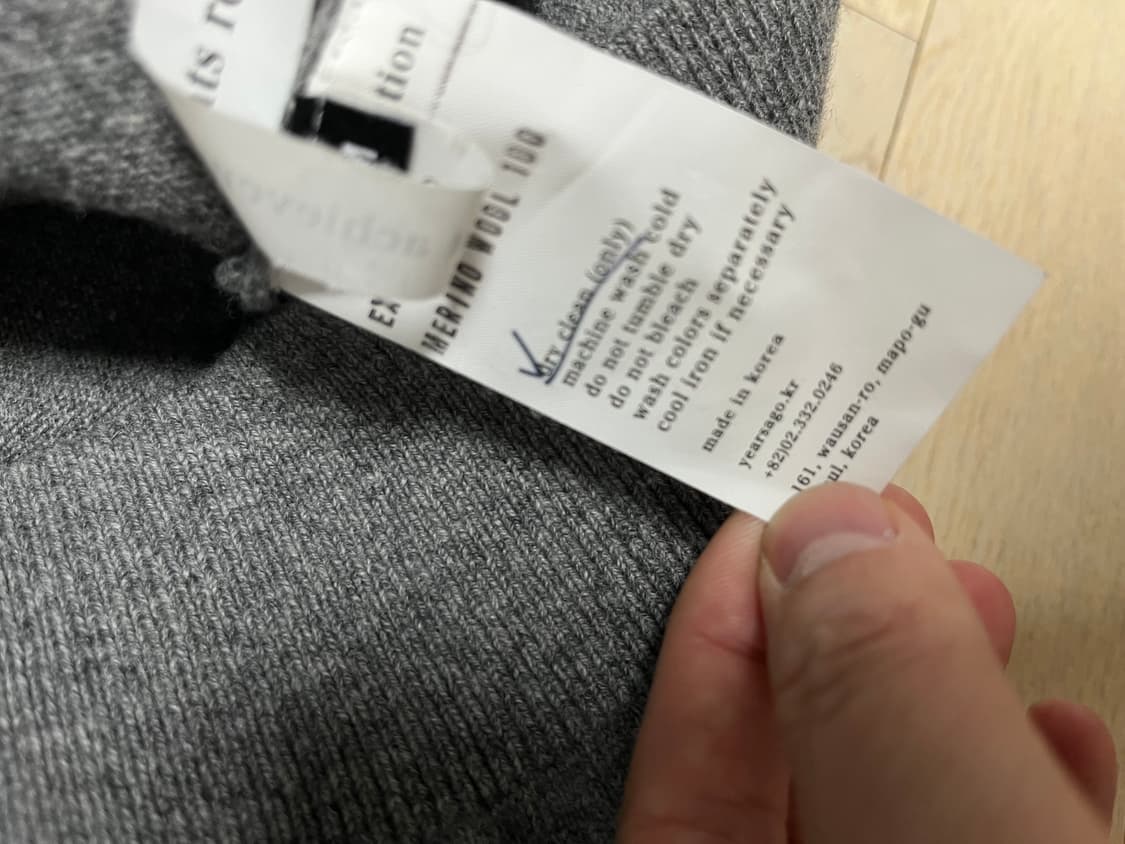 its
tion
EX
MERINO WOOL 100
dry clean (only)
machine wash cold
do not tumble dry
do not bleach
wash colors separately
cool iron if necessary
made in korea
yearsago.kr
+82)02.332.0246
161, wausan-ro, mapo-gu
ul, korea